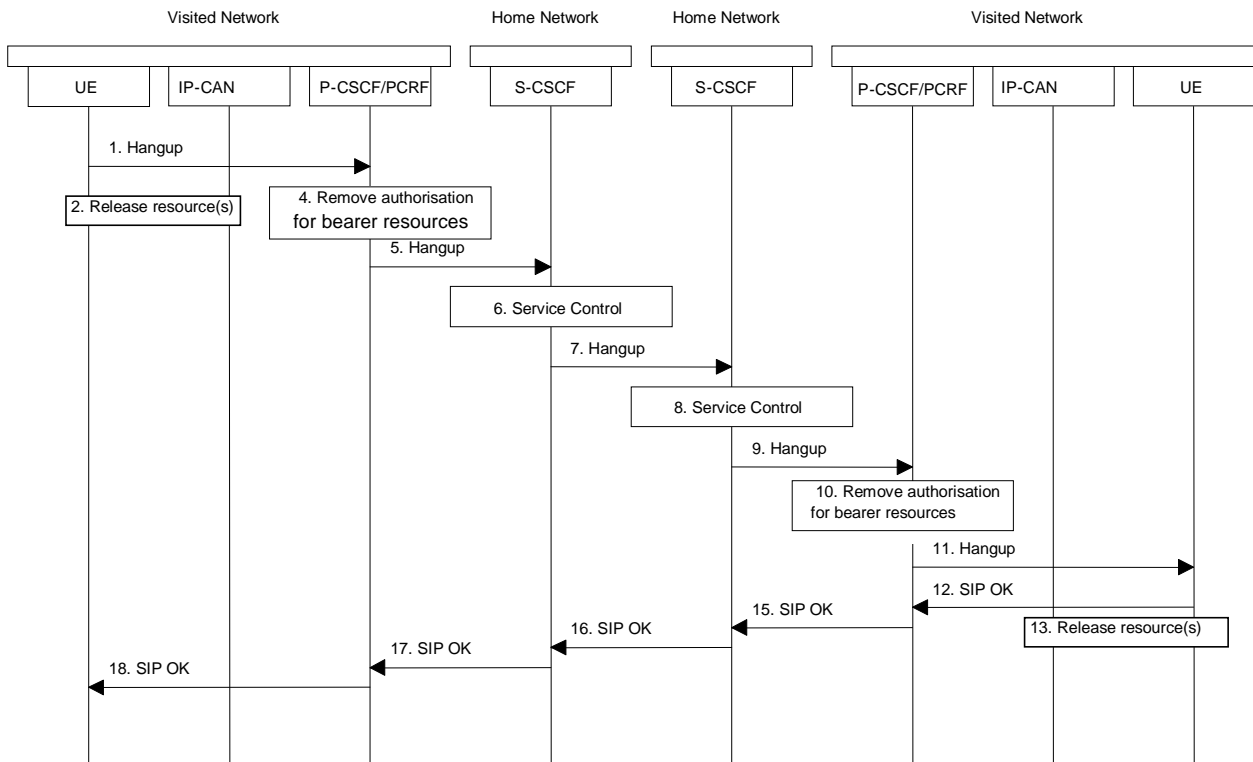 Visited Network
Home Network
Home Network
Visited Network
UE
IP-CAN
P-CSCF/PCRF
S-CSCF
S-CSCF
P-CSCF/PCRF
IP-CAN
UE
1. Hangup
2. Release resource(s)
4. Remove authorisation
for bearer resources
5. Hangup
6. Service Control
7. Hangup
8. Service Control
9. Hangup
10. Remove authorisation
for bearer resources
11. Hangup
12. SIP OK
13. Release resource(s)
15. SIP OK
16. SIP OK
17. SIP OK
18. SIP OK